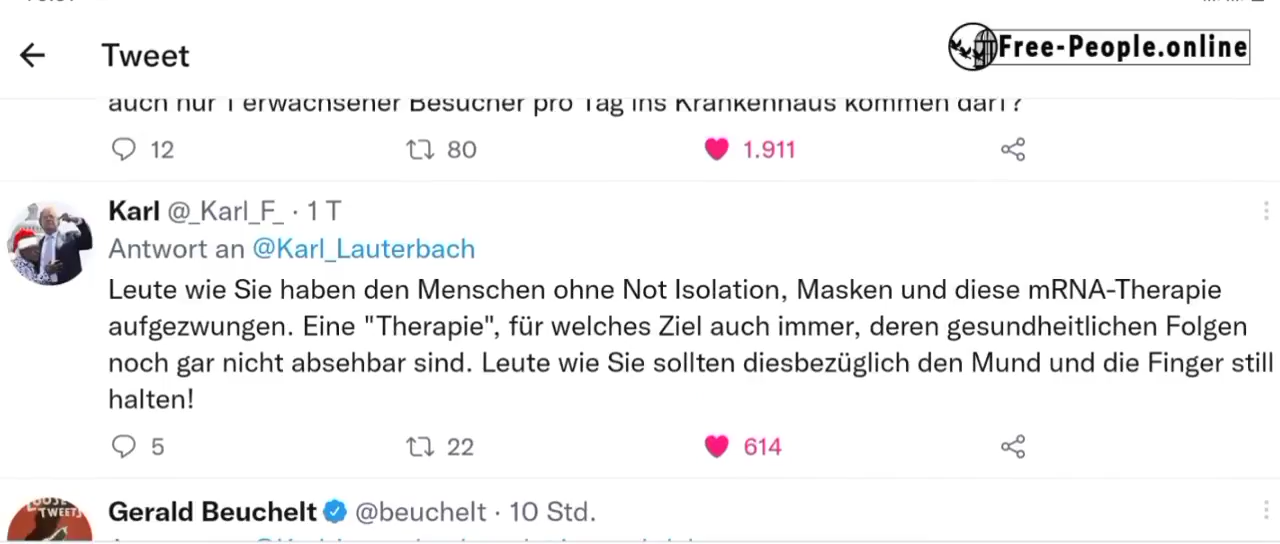 Tweet
Free-People.online
auch nur 1 erwachsener Besucher pro Tag ins Krankenhaus kommen darf?
12 80 1.911
Karl @_Karl_F_ · 1 T
Antwort an @Karl_Lauterbach
Leute wie Sie haben den Menschen ohne Not Isolation, Masken und diese mRNA-Therapie
aufgezwungen. Eine "Therapie", für welches Ziel auch immer, deren gesundheitlichen Folgen
noch gar nicht absehbar sind. Leute wie Sie sollten diesbezüglich den Mund und die Finger still
halten!
5 22 614
TWEETS
Gerald Beuchelt @beuchelt · 10 Std.